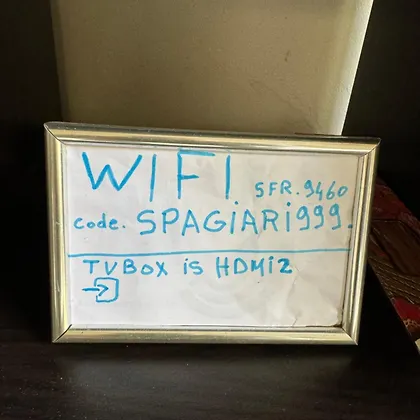 WIFI. SFR.9460
code. SPAGiARi999.
TVBOX is HDMi2